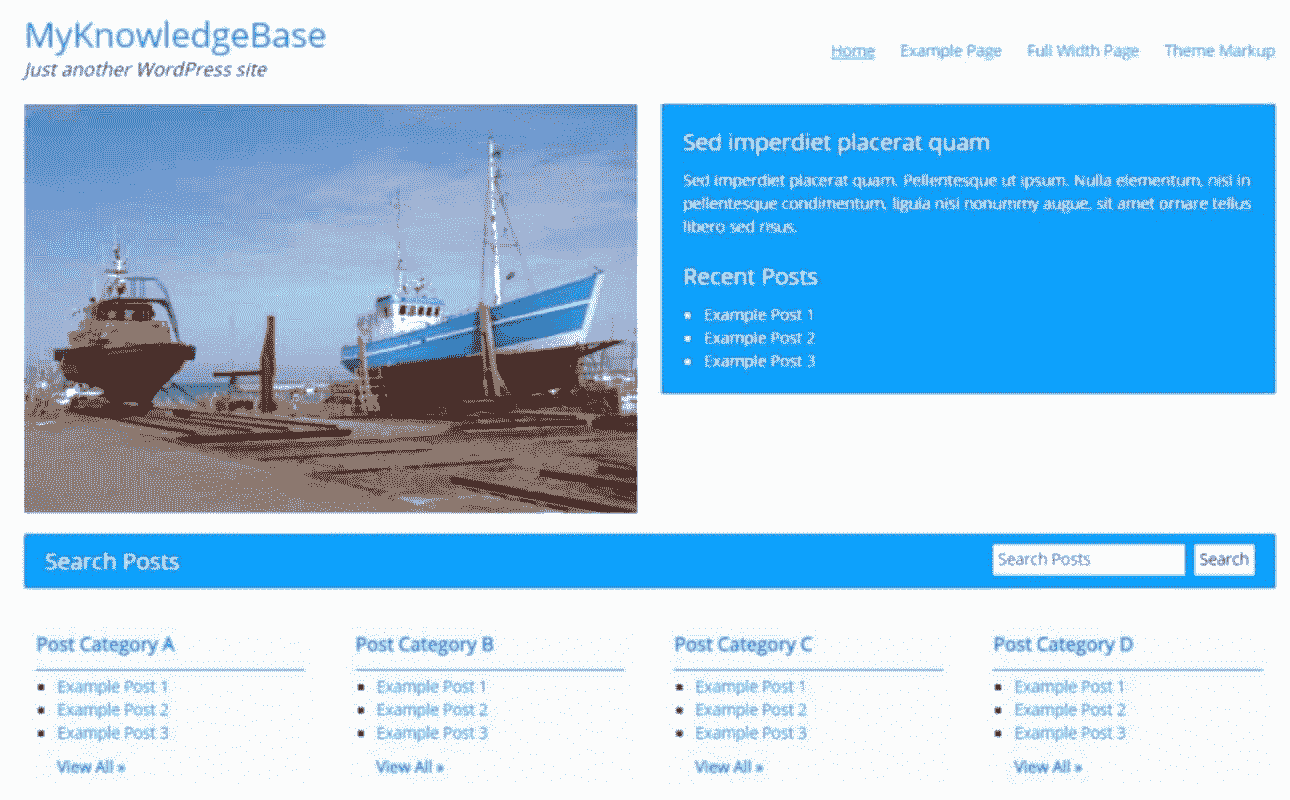 MyKnowledgeBase
Just another WordPress site
Home Example Page Full Width Page Theme Markup
Sed imperdiet placerat quam
Sed imperdiet placerat quam. Pellentesque ut ipsum. Nulla elementum, nisl in
pellentesque condimentum, ligula nisi nonummy augue, sit amet ornare tellus
libero sed risus.
Recent Posts
Example Post 1
Example Post 2
Example Post 3
Search Posts
Search Posts Search
Post Category A
Example Post 1
Example Post 2
Example Post 3
View All »
Post Category B
Example Post 1
Example Post 2
Example Post 3
View All »
Post Category C
Example Post 1
Example Post 2
Example Post 3
View All »
Post Category D
Example Post 1
Example Post 2
Example Post 3
View All »